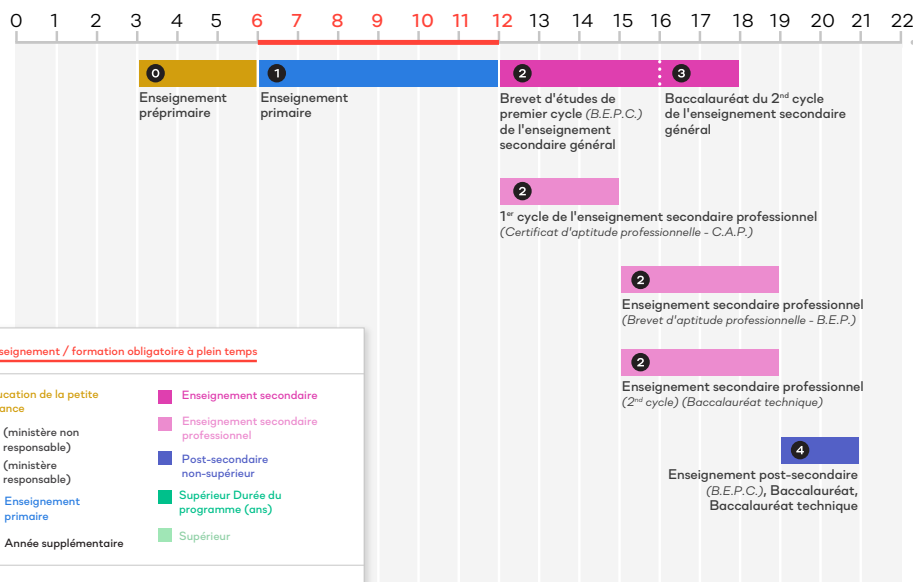 0 1 2 3 4 5 6 7 8 9 10 11 12 13 14 15 16 17 18 19 20 21 22
0 1 2 3
Enseignement
préprimaire
Enseignement
primaire
Brevet d'études de
premier cycle (B.E.P.C.)
de l'enseignement
secondaire général
Baccalauréat du 2nd cycle
de l'enseignement secondaire
général
2
1er cycle de l'enseignement secondaire professionnel
(Certificat d'aptitude professionnelle - C.A.P.)
2
Enseignement secondaire professionnel
(Brevet d'aptitude professionnelle - B.E.P.)
2
Enseignement secondaire professionnel
(2nd cycle) (Baccalauréat technique)
4
Enseignement post-secondaire
(B.E.P.C.), Baccalauréat,
Baccalauréat technique
seignement / formation obligatoire à plein temps
ucation de la petite
ance
(ministère non
responsable)
(ministère
responsable)
Enseignement
primaire
Année supplémentaire
Enseignement secondaire
Enseignement secondaire
professionnel
Post-secondaire
non-supérieur
Supérieur Durée du
programme (ans)
Supérieur